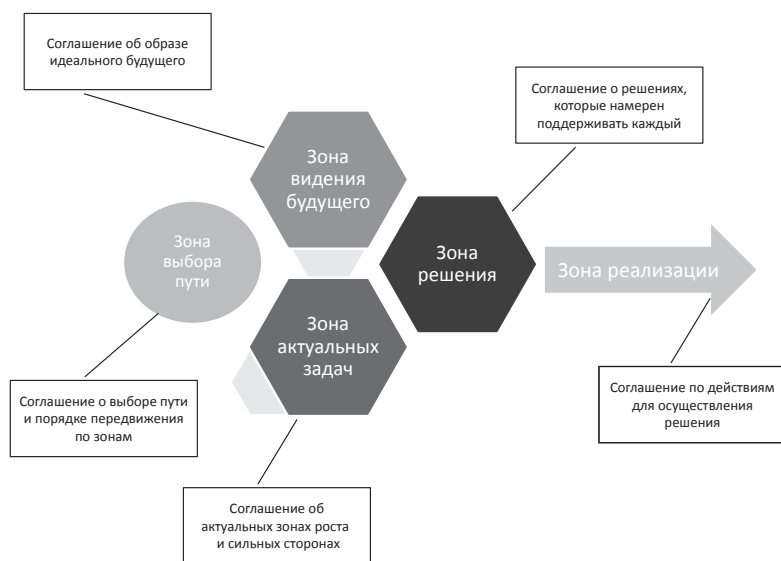 Соглашение об образе
идеального будущего
Соглашение о решениях,
которые намерен
поддерживать каждый
Зона
видения
будущего
Зона
выбора
пути
Зона
решения
Зона реализации
Зона
актуальных
задач
Соглашение о выборе пути
и порядке передвижения
по зонам
Соглашение по действиям
для осуществления
решения
Соглашение об
актуальных зонах роста
и сильных сторонах